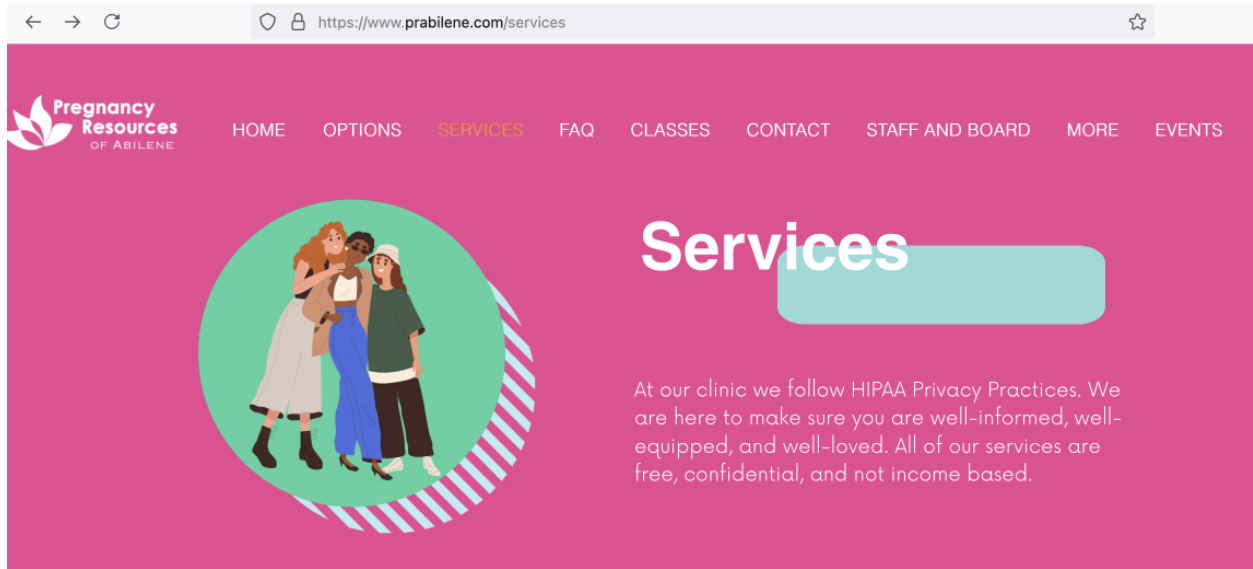 https://www.prabilene.com/services
Pregnancy
Resources
OF ABILENE
HOME OPTIONS SERVICES FAQ CLASSES CONTACT STAFF AND BOARD MORE EVENTS
Services
At our clinic we follow HIPAA Privacy Practices. We
are here to make sure you are well-informed, well-
equipped, and well-loved. All of our services are
free, confidential, and not income based.